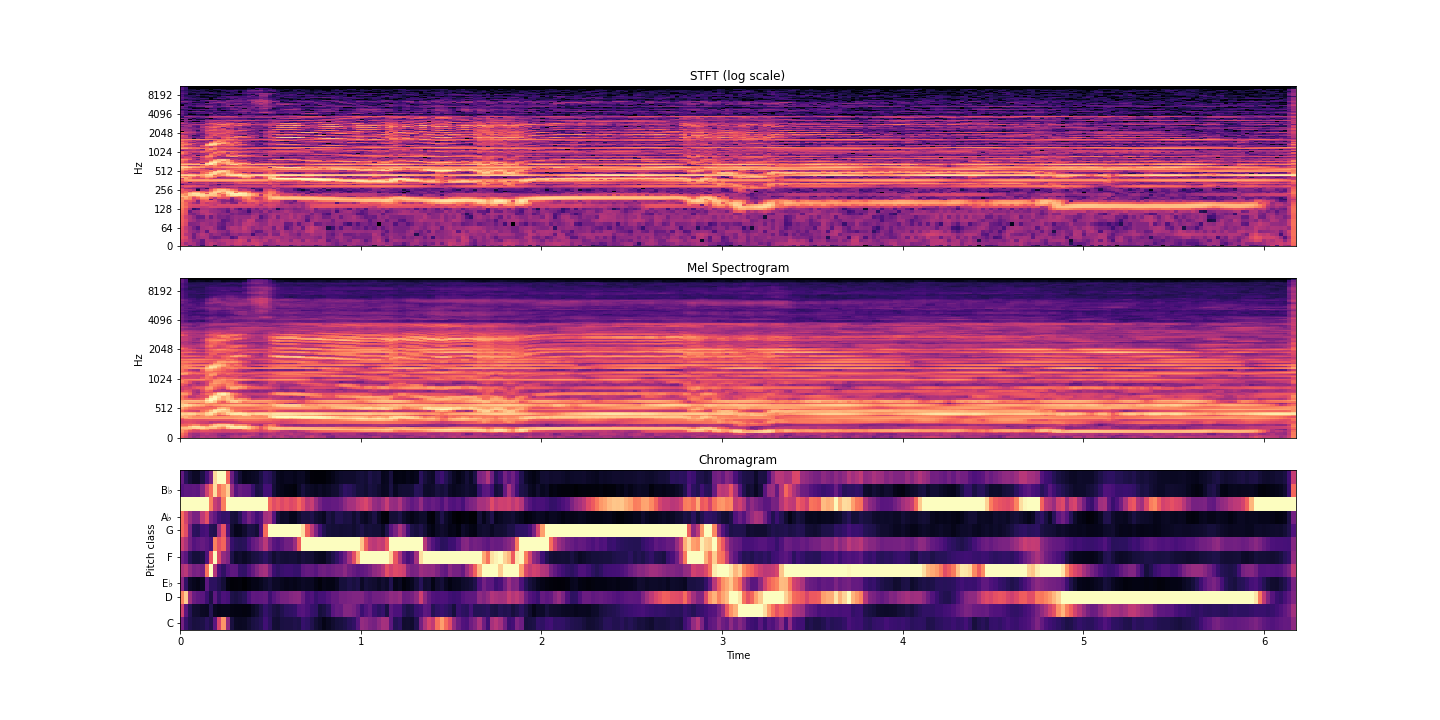 STFT (log scale)
8192
4096
2048
1024
512
256
128
64
0
Hz
Mel Spectrogram
8192
4096
2048
1024
512
0
Hz
Chromagram
B♭
A♭
G
F
E♭
D
C
Pitch class
0 1 2 3 4 5 6
Time